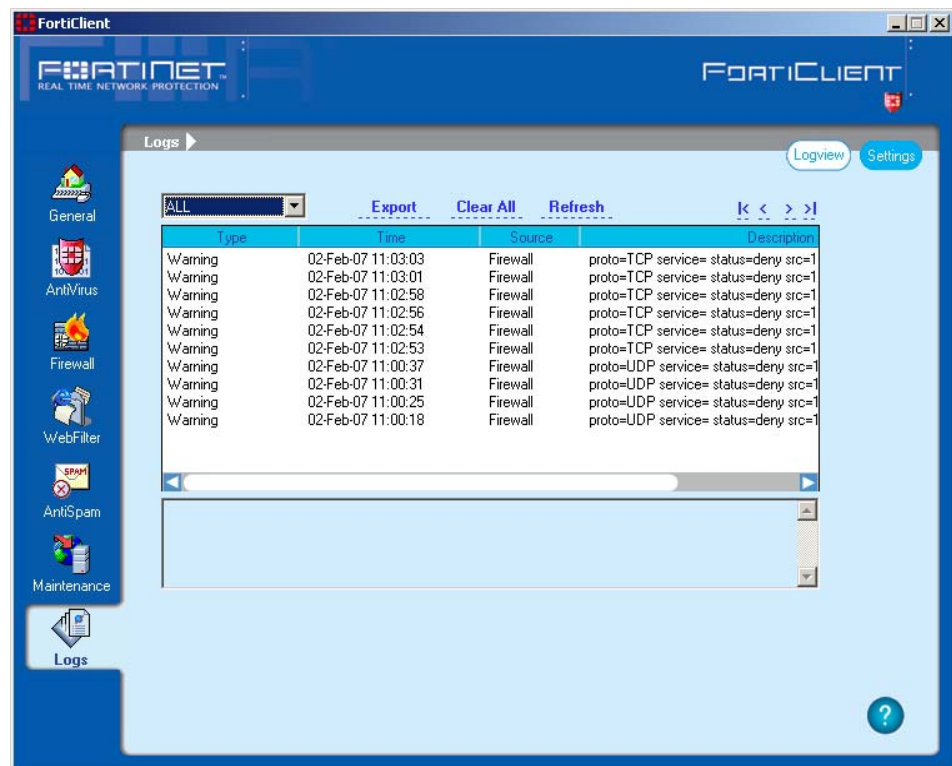 FortiClient
FORTINET
REAL TIME NETWORK PROTECTION
FORTICLIENT
Logs
Logview
Settings
General
AntiVirus
Firewall
WebFilter
SPAM
AntiSpam
Maintenance
Logs
ALL
Export Clear All Refresh
Type Time Source Description
Warning 02-Feb-07 11:03:03 Firewall proto=TCP service= status=deny src=1
Warning 02-Feb-07 11:03:01 Firewall proto=TCP service= status=deny src=1
Warning 02-Feb-07 11:02:58 Firewall proto=TCP service= status=deny src=1
Warning 02-Feb-07 11:02:56 Firewall proto=TCP service= status=deny src=1
Warning 02-Feb-07 11:02:54 Firewall proto=TCP service= status=deny src=1
Warning 02-Feb-07 11:02:53 Firewall proto=TCP service= status=deny src=1
Warning 02-Feb-07 11:00:37 Firewall proto=UDP service= status=deny src=1
Warning 02-Feb-07 11:00:31 Firewall proto=UDP service= status=deny src=1
Warning 02-Feb-07 11:00:25 Firewall proto=UDP service= status=deny src=1
Warning 02-Feb-07 11:00:18 Firewall proto=UDP service= status=deny src=1
?